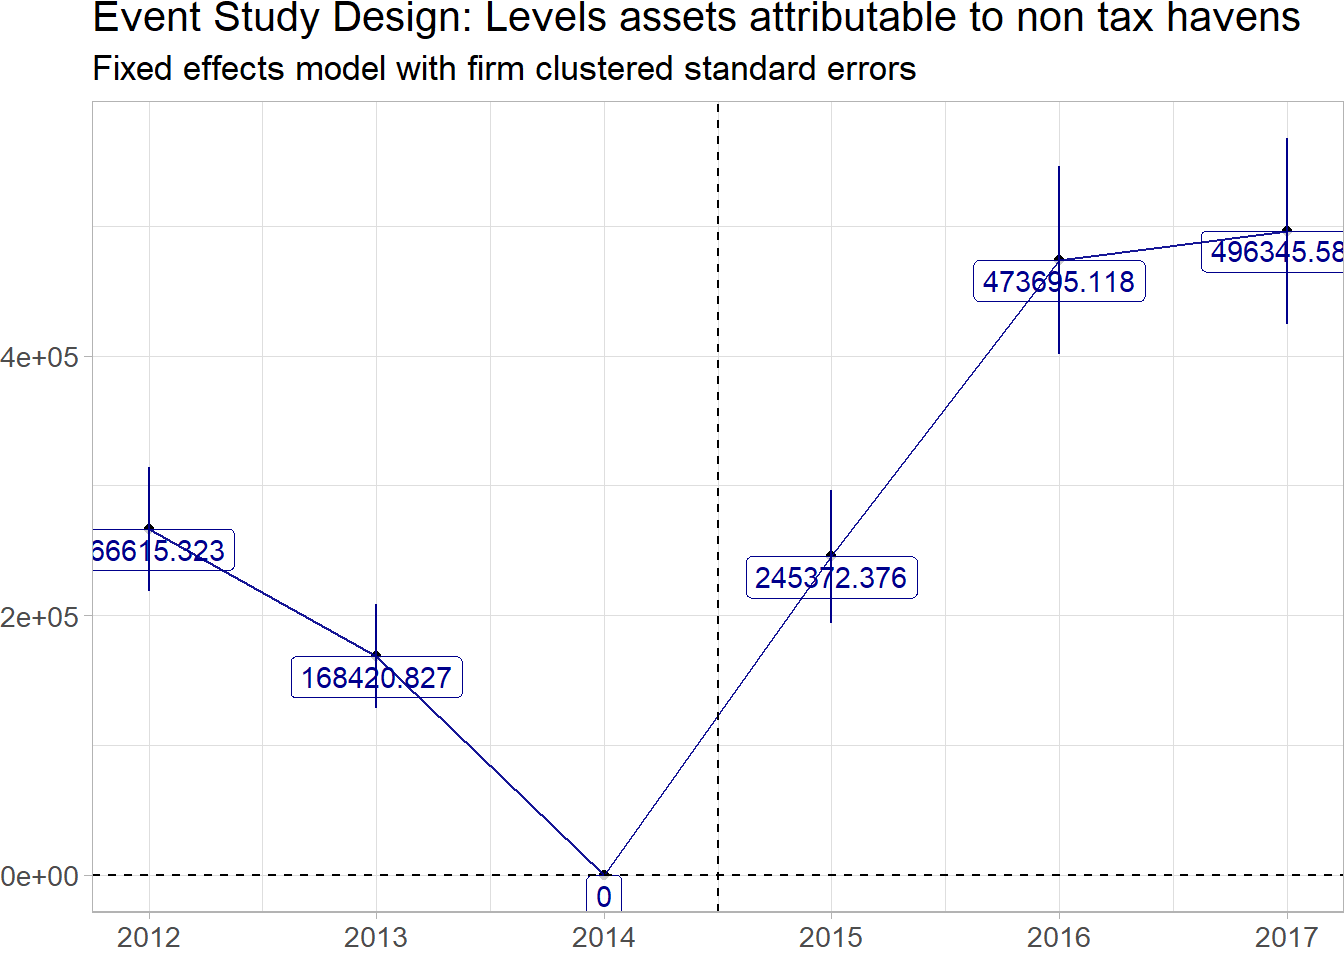 Event Study Design: Levels assets attributable to non tax havens
Fixed effects model with firm clustered standard errors
496345.58
473695.118
4e+05
66615.323
245372.376
2e+05
168420.827
0e+00
0
2012 2013 2014 2015 2016 2017